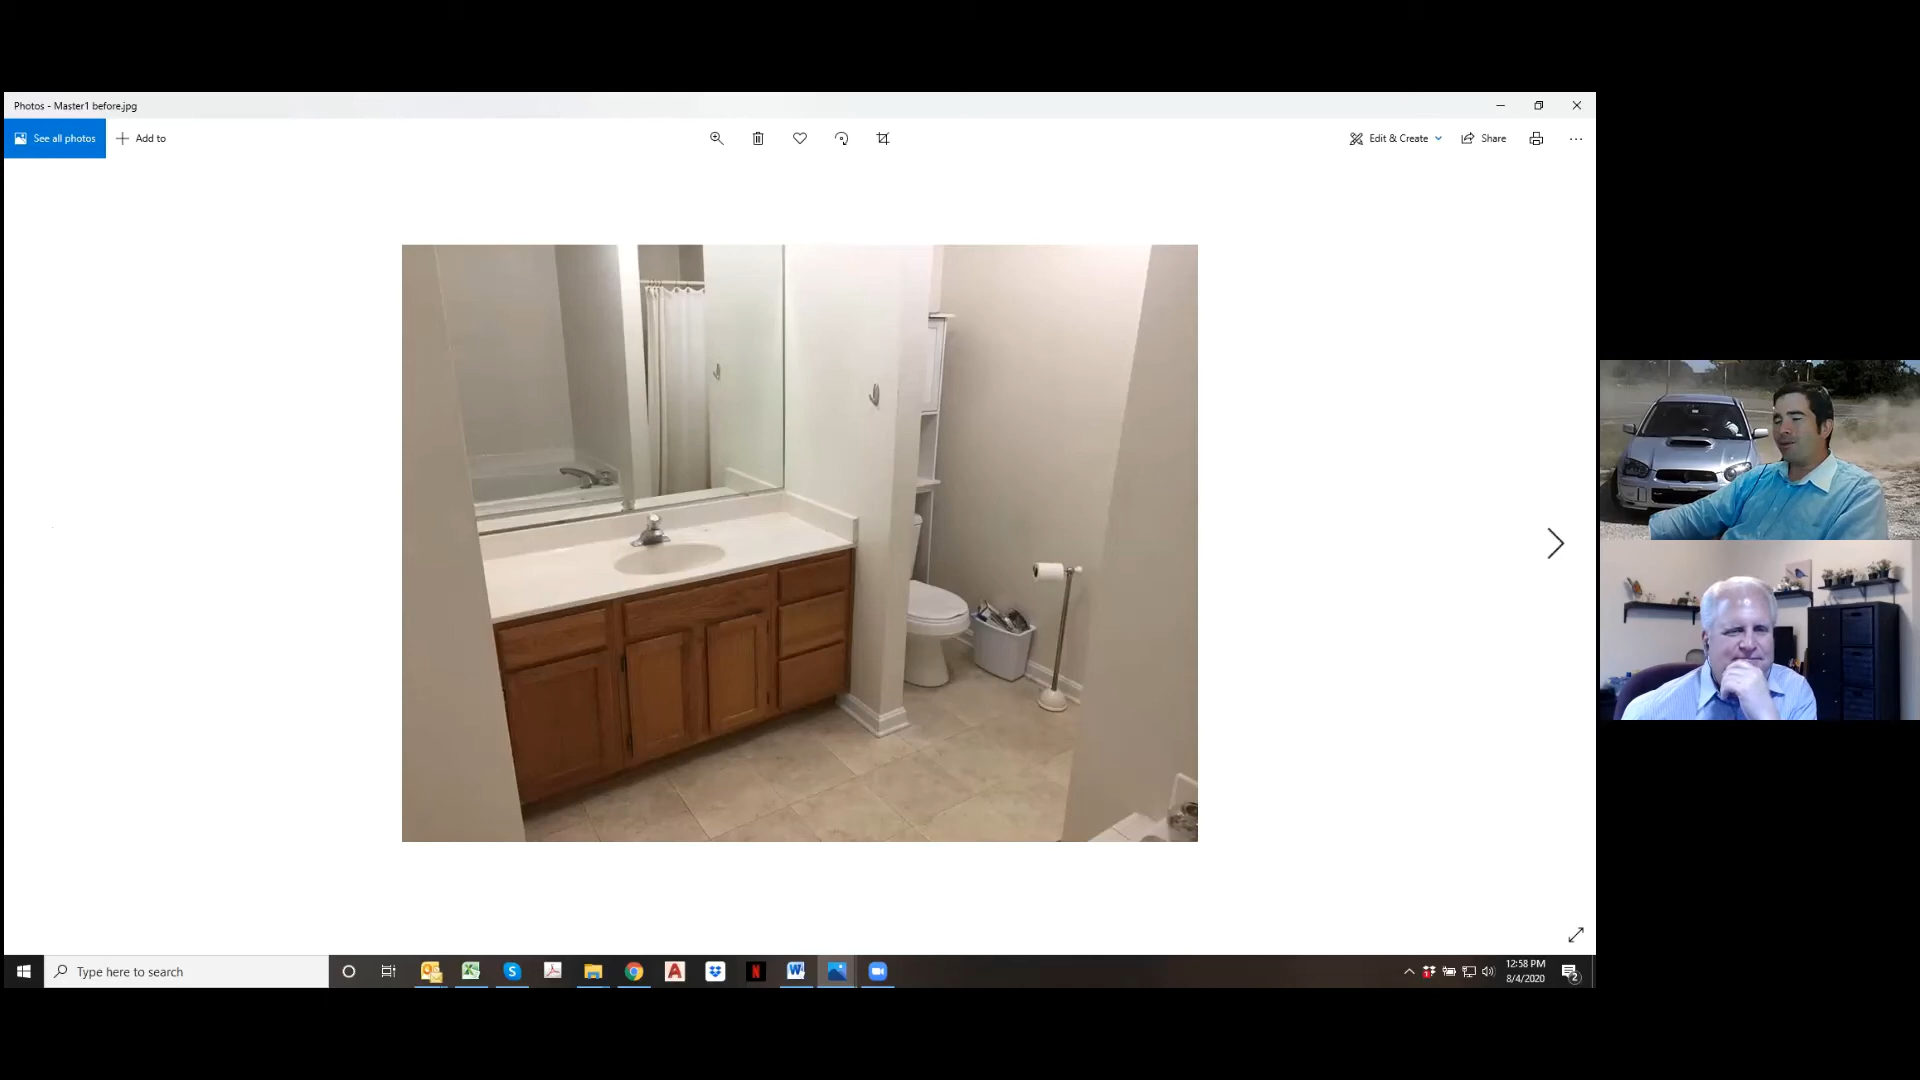 Photos - Master1 before.jpg
See all photos
Add to
Edit & Create
Share
Type here to search
12:58 PM
8/4/2020
2